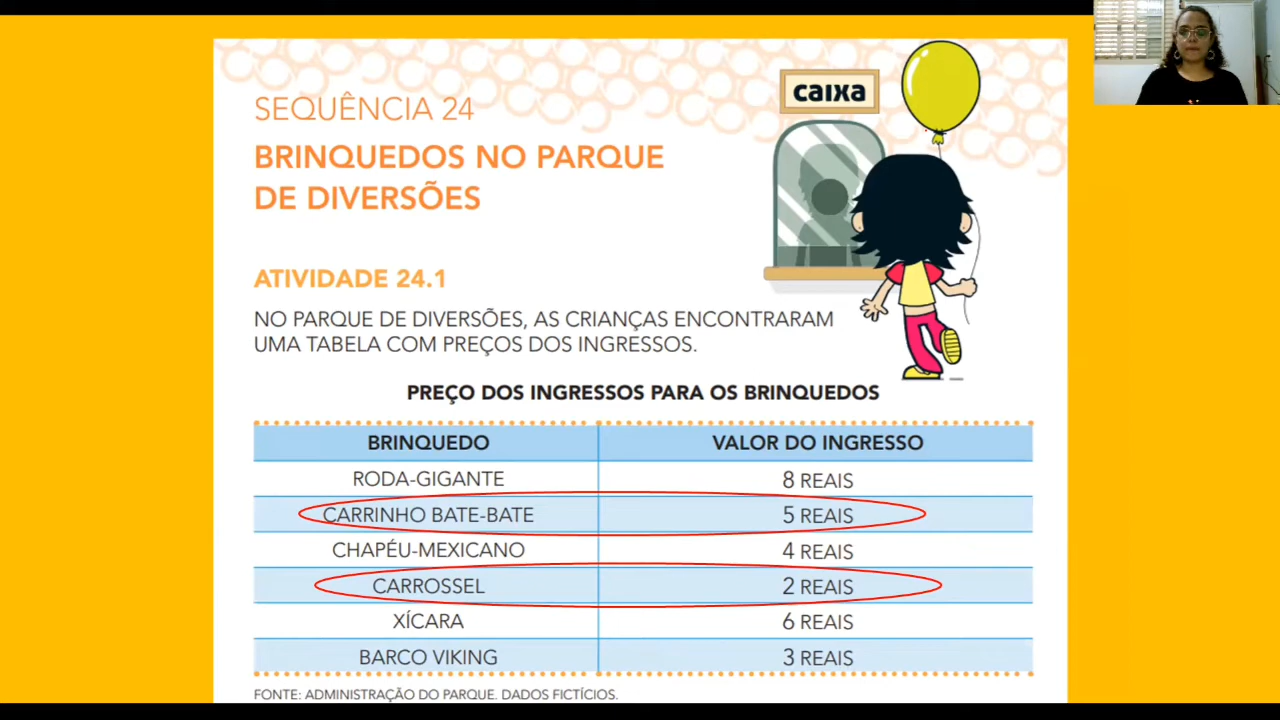 SEQUÊNCIA 24
caixa
BRINQUEDOS NO PARQUE
DE DIVERSÕES
ATIVIDADE 24.1
NO PARQUE DE DIVERSÕES, AS CRIANÇAS ENCONTRARAM
UMA TABELA COM PREÇOS DOS INGRESSOS.
PREÇO DOS INGRESSOS PARA OS BRINQUEDOS
BRINQUEDO VALOR DO INGRESSO
RODA-GIGANTE 8 REAIS
CARRINHO BATE-BATE 5 REAIS
CHAPÉU-MEXICANO 4 REAIS
CARROSSEL 2 REAIS
XÍCARA 6 REAIS
BARCO VIKING 3 REAIS
FONTE: ADMINISTRAÇÃO DO PARQUE. DADOS FICTÍCIOS.